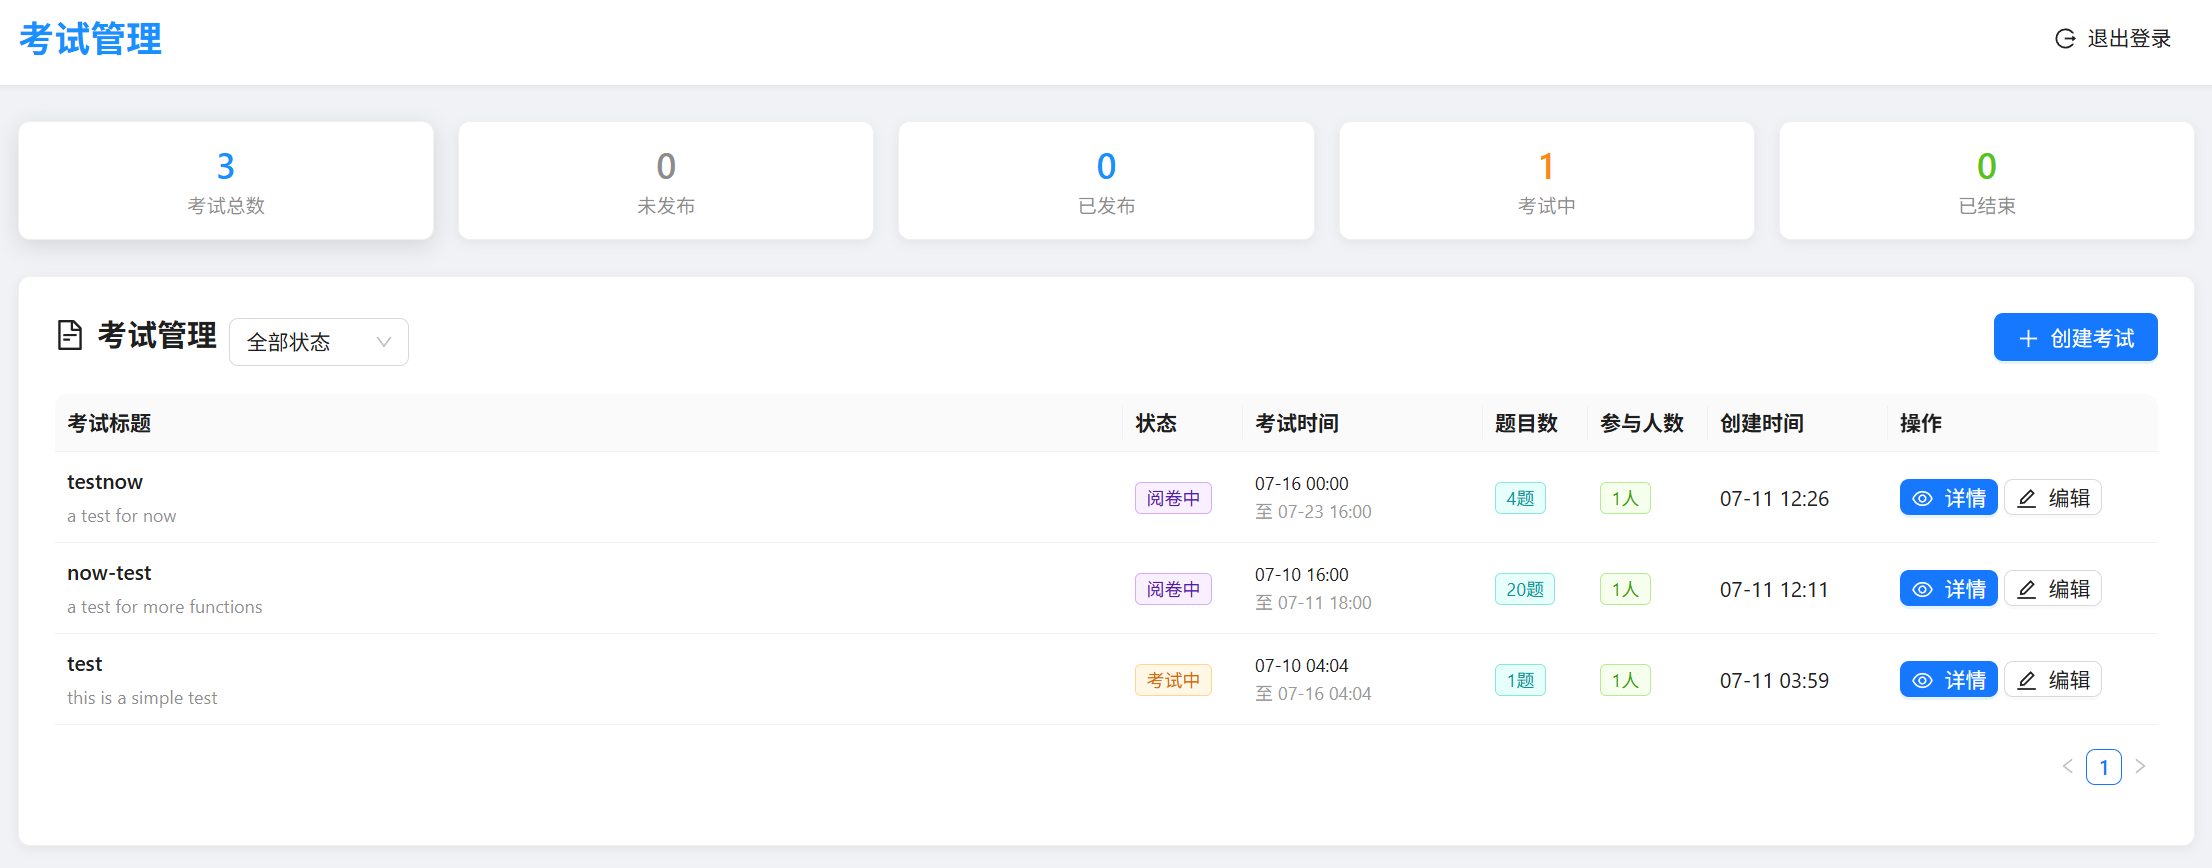 考试管理
退出登录
3
考试总数
0
未发布
0
已发布
1
考试中
0
已结束
考试管理
全部状态
创建考试
考试标题 状态 考试时间 题目数 参与人数 创建时间 操作
testnow
a test for now
阅卷中
07-16 00:00
至 07-23 16:00
4题
1人
07-11 12:26
详情
编辑
now-test
a test for more functions
阅卷中
07-10 16:00
至 07-11 18:00
20题
1人
07-11 12:11
详情
编辑
test
this is a simple test
考试中
07-10 04:04
至 07-16 04:04
1题
1人
07-11 03:59
详情
编辑
1